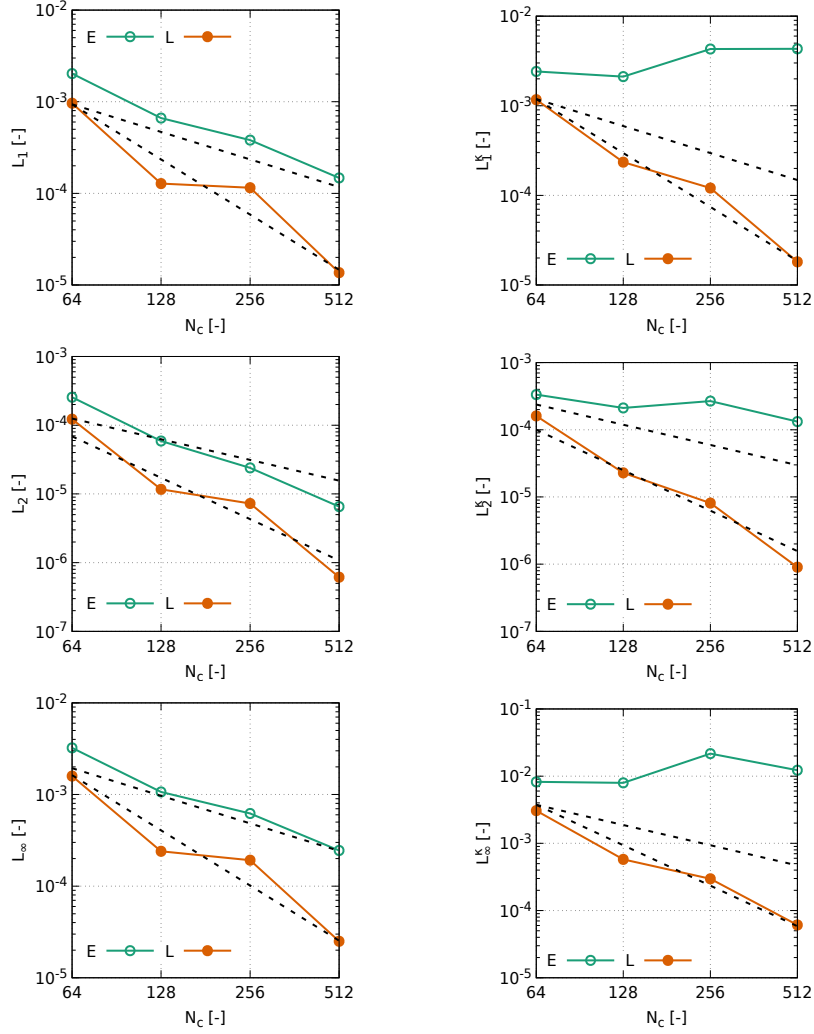 E L
10^-2
10^-3
10^-4
10^-5
L_1 [-]
64 128 256 512
N_c [-]
10^-2
10^-3
10^-4
10^-5
L_1^κ [-]
E L
64 128 256 512
N_c [-]
10^-3
10^-4
10^-5
10^-6
10^-7
L_2 [-]
E L
64 128 256 512
N_c [-]
10^-3
10^-4
10^-5
10^-6
10^-7
L_2^κ [-]
E L
64 128 256 512
N_c [-]
10^-2
10^-3
10^-4
10^-5
L_∞ [-]
E L
64 128 256 512
N_c [-]
10^-1
10^-2
10^-3
10^-4
10^-5
L_∞^κ [-]
E L
64 128 256 512
N_c [-]